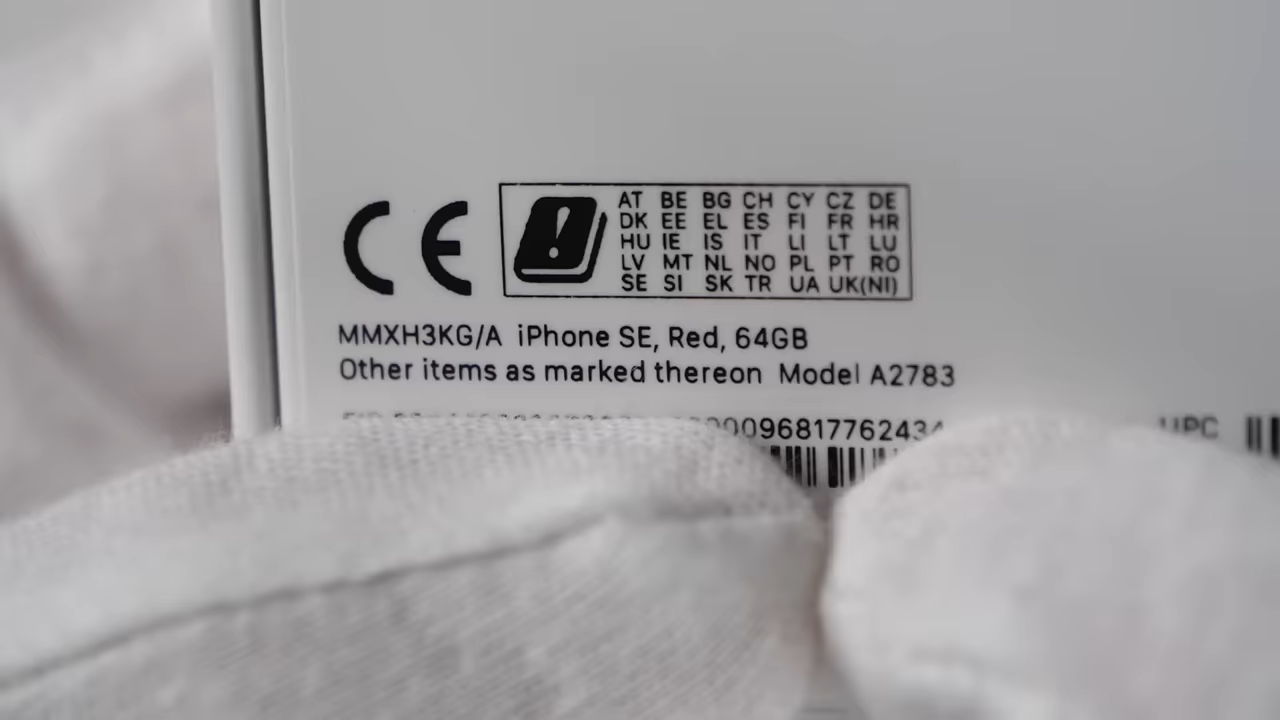 CE
AT BE BG CH CY CZ DE
DK EE EL ES FI FR HR
HU IE IS IT LI LT LU
LV MT NL NO PL PT RO
SE SI SK TR UA UK(NI)
MMXH3KG/A iPhone SE, Red, 64GB
Other items as marked thereon Model A2783
UPC